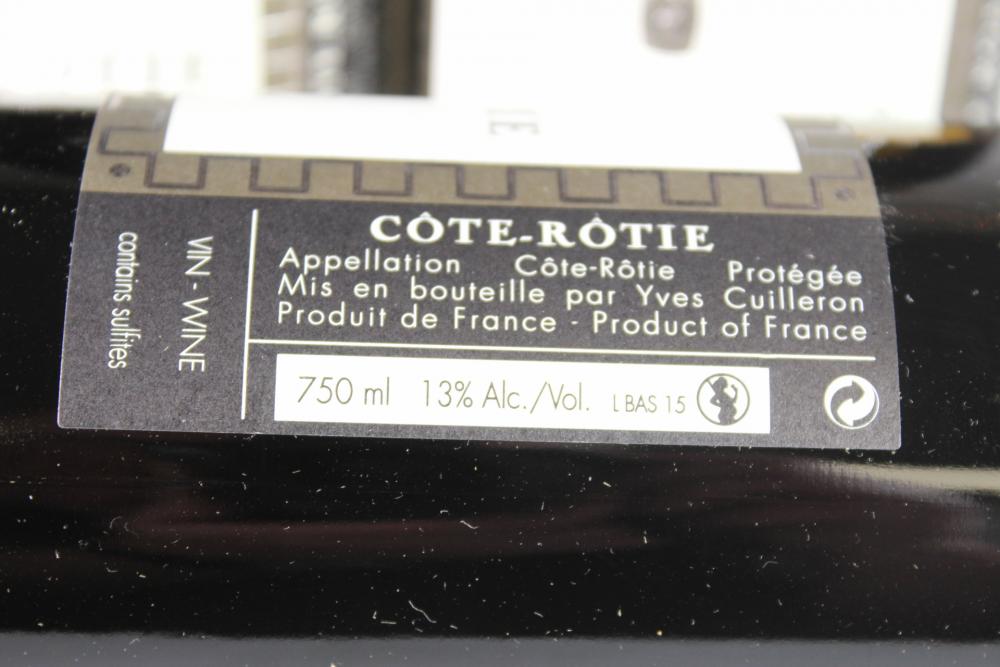 IE
CÔTE-RÔTIE
Appellation Côte-Rôtie Protégée
Mis en bouteille par Yves Cuilleron
Produit de France - Product of France
750 ml 13% Alc./Vol. L BAS 15
VIN - WINE
contains sulfites